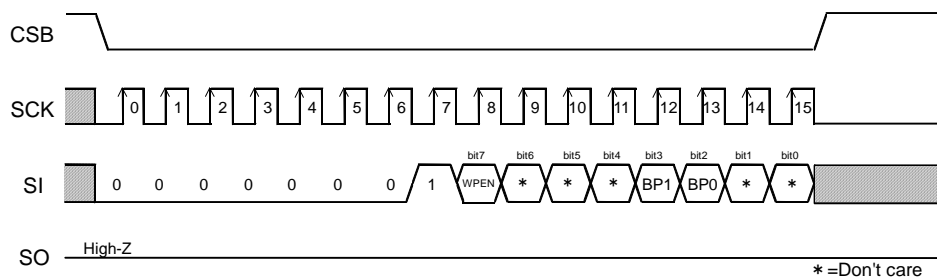 CSB
SCK 0 1 2 3 4 5 6 7 8 9 10 11 12 13 14 15
bit7 bit6 bit5 bit4 bit3 bit2 bit1 bit0
SI 0 0 0 0 0 0 0 1 WPEN * * * BP1 BP0 * *
High-Z
SO
* =Don't care